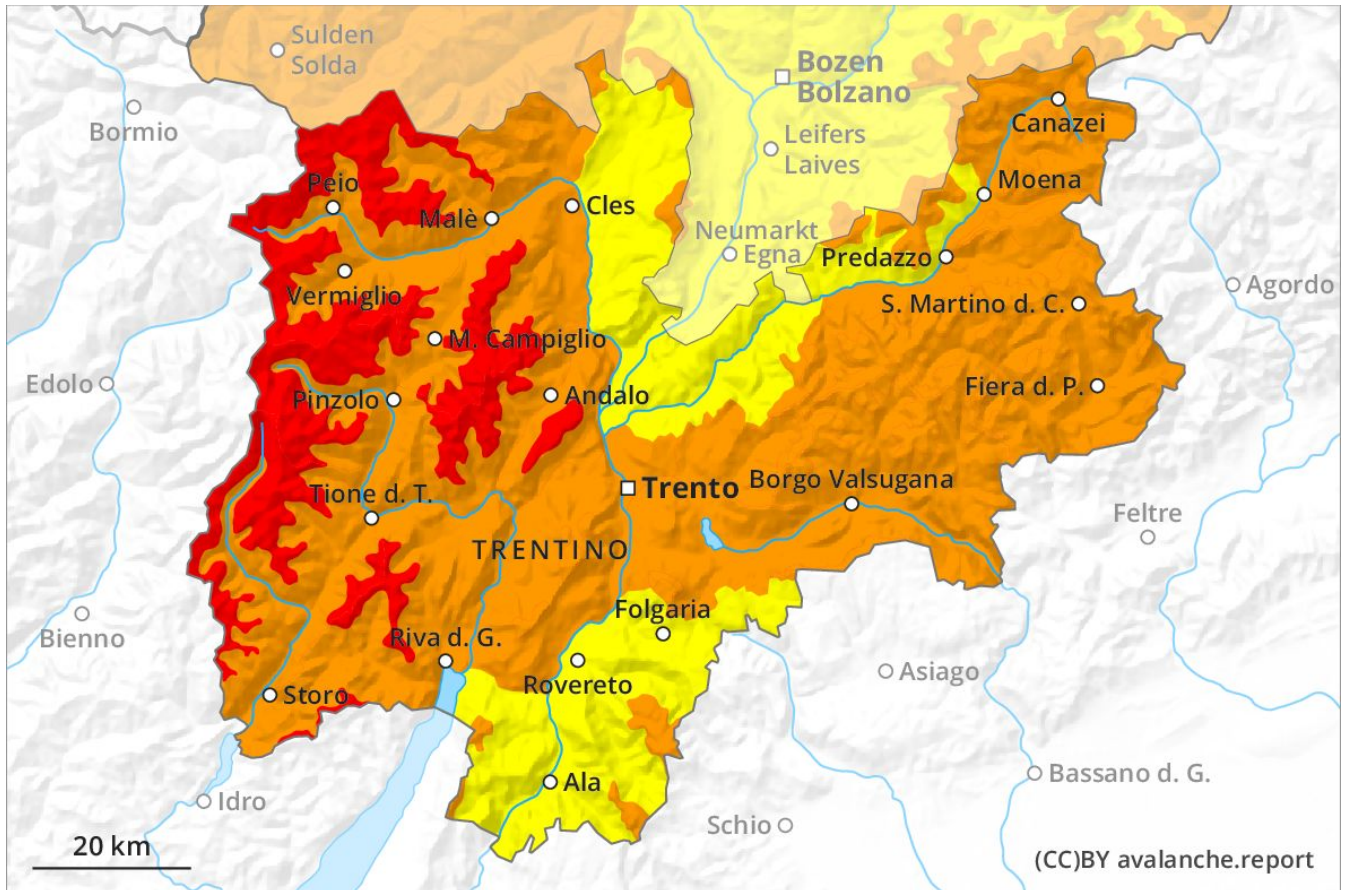 Sulden
Solda
Bozen
Bolzano
Bormio
Canazei
Leifers
Laives
Peio
Moena
Malè
Cles
Neumarkt
Egna
Predazzo
Vermiglio
S. Martino d. C.
Agordo
M. Campiglio
Edolo
Pinzolo
Andalo
Fiera d. P.
Tione d. T.
Trento
Borgo Valsugana
Feltre
TRENTINO
Bienno
Folgaria
Riva d. G.
Asiago
Storo
Rovereto
Idro
Ala
Bassano d. G.
Schio
20 km
(CC)BY avalanche.report